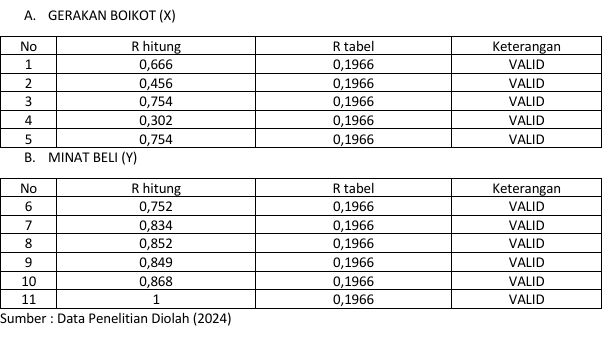 A. GERAKAN BOIKOT (X)
No R hitung R tabel Keterangan
1 0,666 0,1966 VALID
2 0,456 0,1966 VALID
3 0,754 0,1966 VALID
4 0,302 0,1966 VALID
5 0,754 0,1966 VALID
B. MINAT BELI (Y)
No R hitung R tabel Keterangan
6 0,752 0,1966 VALID
7 0,834 0,1966 VALID
8 0,852 0,1966 VALID
9 0,849 0,1966 VALID
10 0,868 0,1966 VALID
11 1 0,1966 VALID
Sumber : Data Penelitian Diolah (2024)